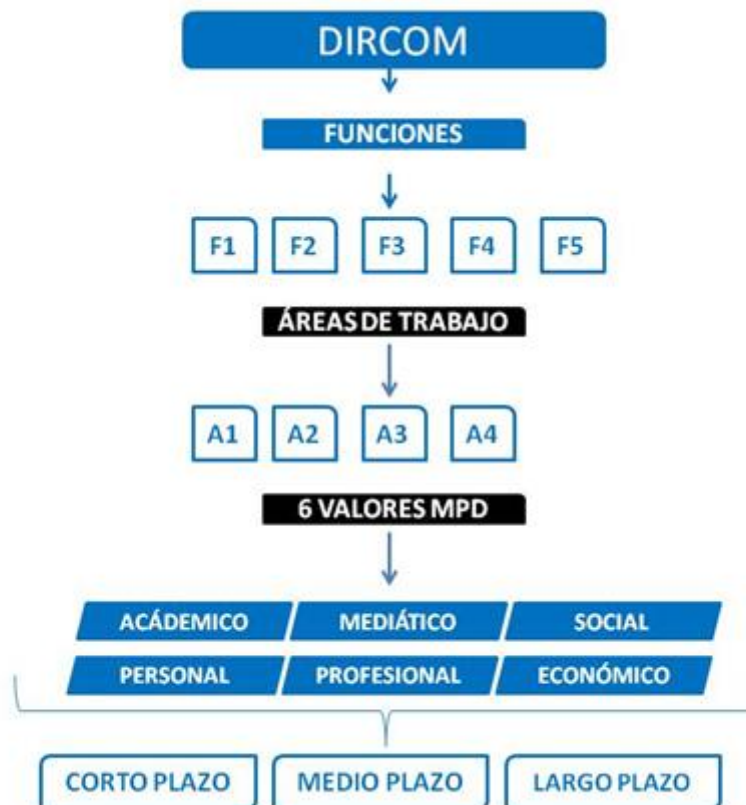 DIRCOM
FUNCIONES
F1 F2 F3 F4 F5
ÁREAS DE TRABAJO
A1 A2 A3 A4
6 VALORES MPD
ACÁDEMICO MEDIÁTICO SOCIAL
PERSONAL PROFESIONAL ECONÓMICO
CORTO PLAZO MEDIO PLAZO LARGO PLAZO